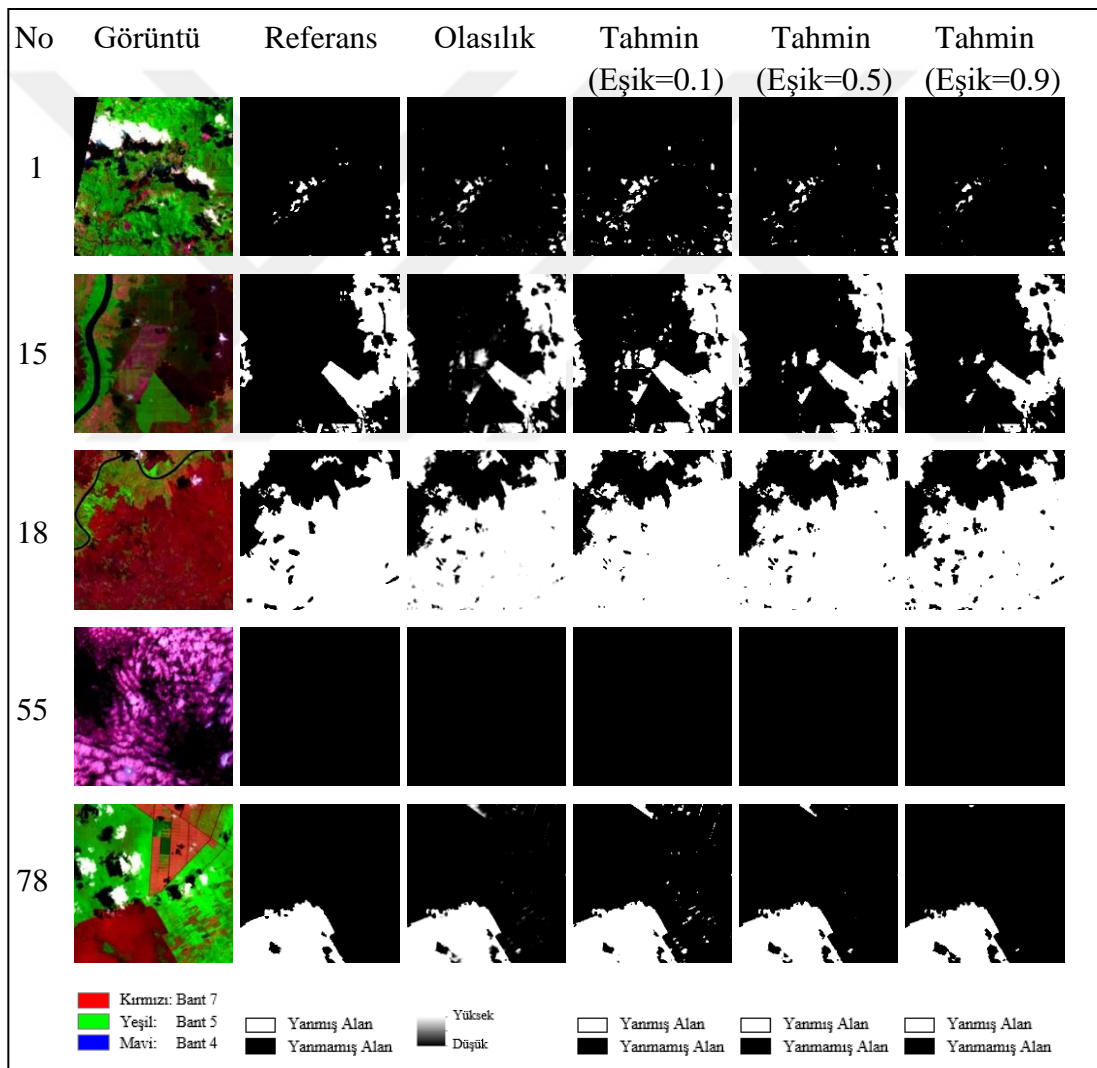 No Görüntü Referans Olasılık Tahmin Tahmin Tahmin
(Eşik=0.1) (Eşik=0.5) (Eşik=0.9)
1
15
18
55
78
Kırmızı: Bant 7
Yeşil: Bant 5
Mavi: Bant 4
Yanmış Alan
Yanmamış Alan
Yüksek
Düşük
Yanmış Alan
Yanmamış Alan
Yanmış Alan
Yanmamış Alan
Yanmış Alan
Yanmamış Alan